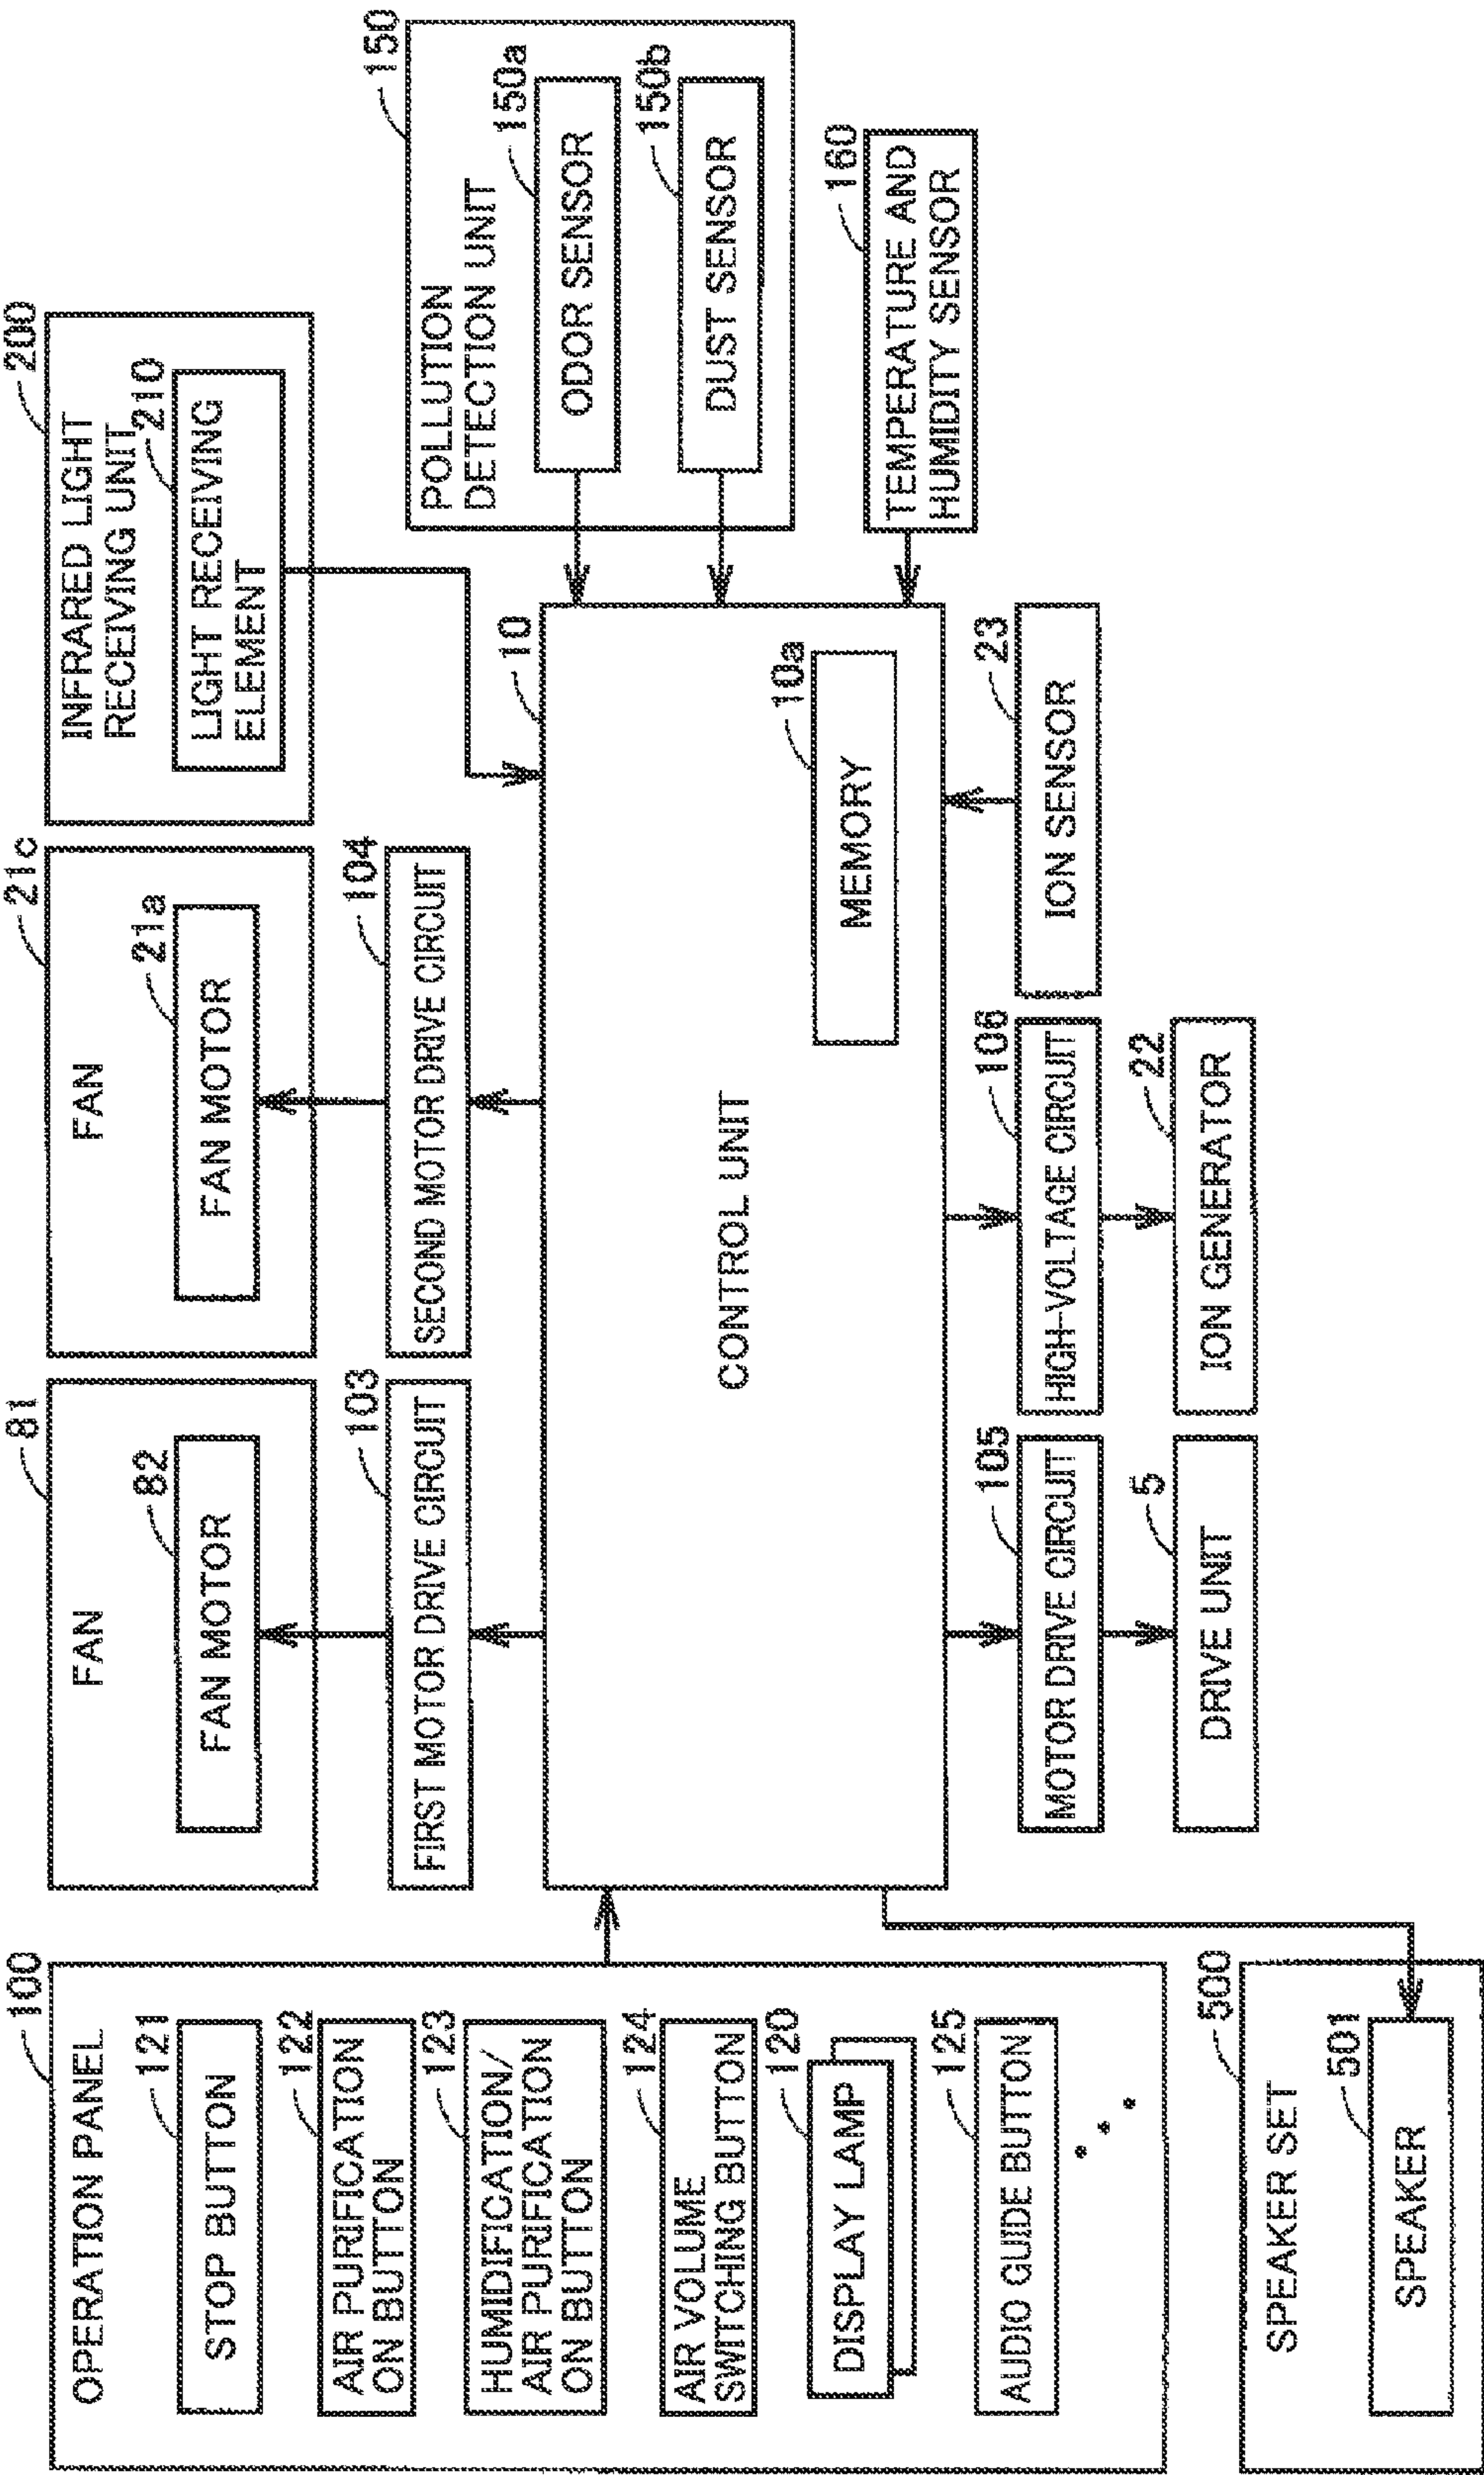 100
OPERATION PANEL
121
STOP BUTTON
122
AIR PURIFICATION
ON BUTTON
123
HUMIDIFICATION/
AIR PURIFICATION
ON BUTTON
124
AIR VOLUME
SWITCHING BUTTON
120
DISPLAY LAMP
125
AUDIO GUIDE BUTTON
500
SPEAKER SET
501
SPEAKER
81
FAN
82
FAN MOTOR
103
FIRST MOTOR DRIVE CIRCUIT
21c
FAN
21a
FAN MOTOR
104
SECOND MOTOR DRIVE CIRCUIT
200
INFRARED LIGHT
RECEIVING UNIT
210
LIGHT RECEIVING
ELEMENT
10
CONTROL UNIT
10a
MEMORY
105
MOTOR DRIVE CIRCUIT
5
DRIVE UNIT
106
HIGH-VOLTAGE CIRCUIT
22
ION GENERATOR
23
ION SENSOR
150
POLLUTION
DETECTION UNIT
150a
ODOR SENSOR
150b
DUST SENSOR
160
TEMPERATURE AND
HUMIDITY SENSOR